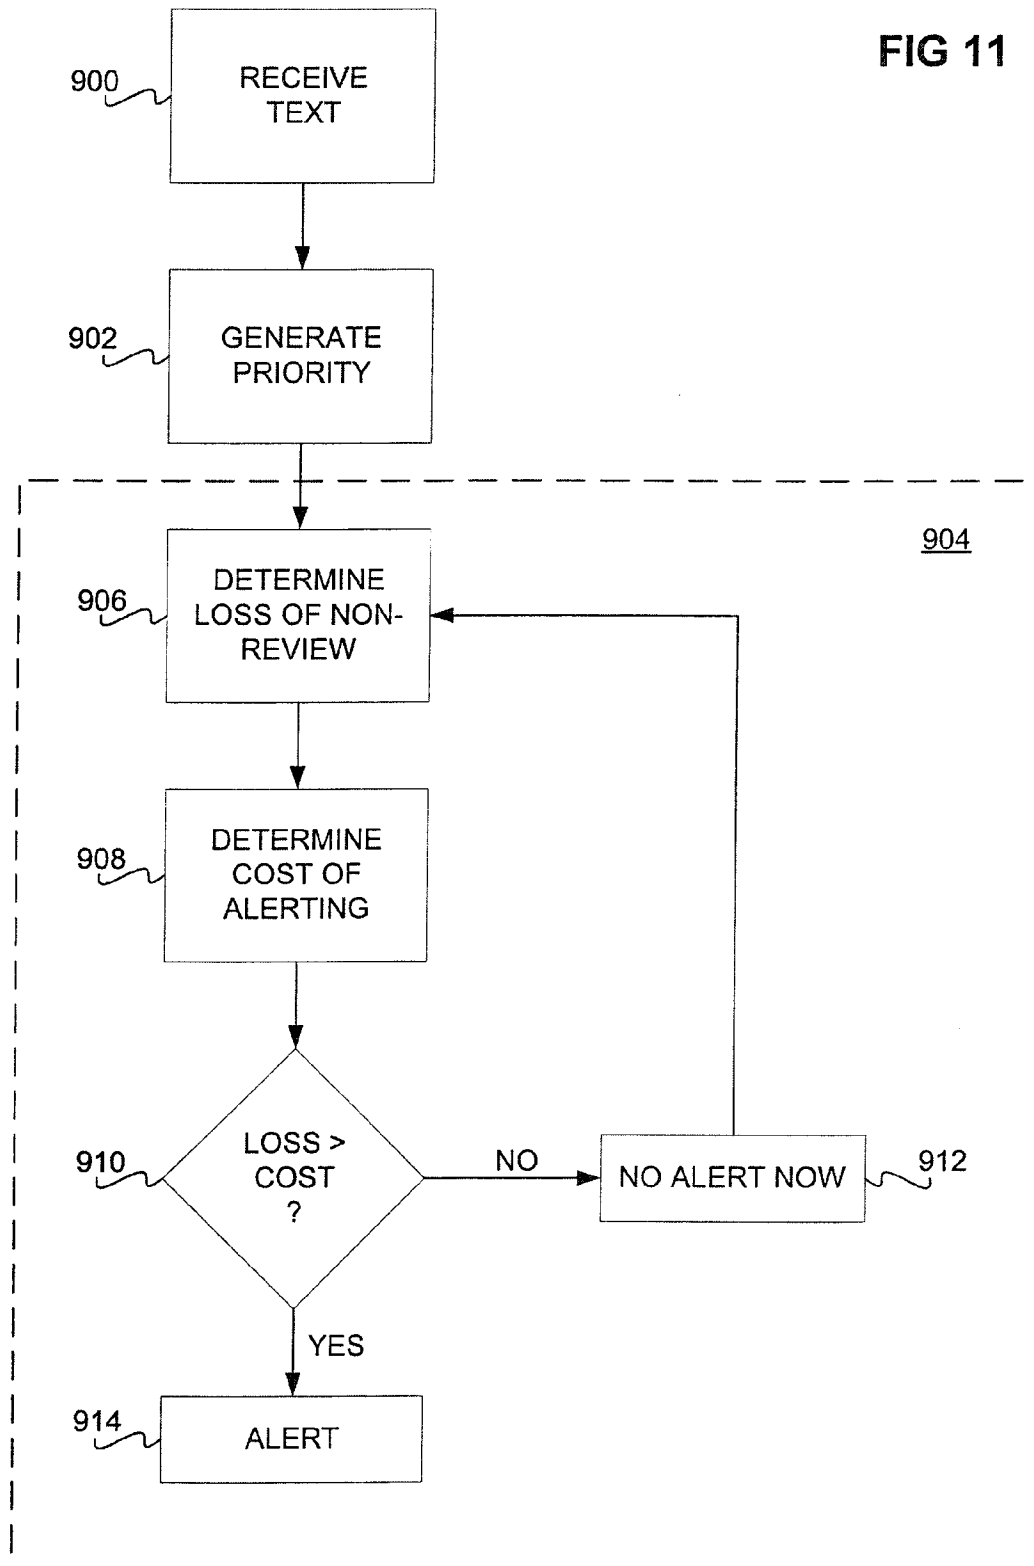 FIG 11
900
RECEIVE
TEXT
902
GENERATE
PRIORITY
904
906
DETERMINE
LOSS OF NON-
REVIEW
908
DETERMINE
COST OF
ALERTING
910
LOSS >
COST
?
NO
NO ALERT NOW
912
YES
914
ALERT